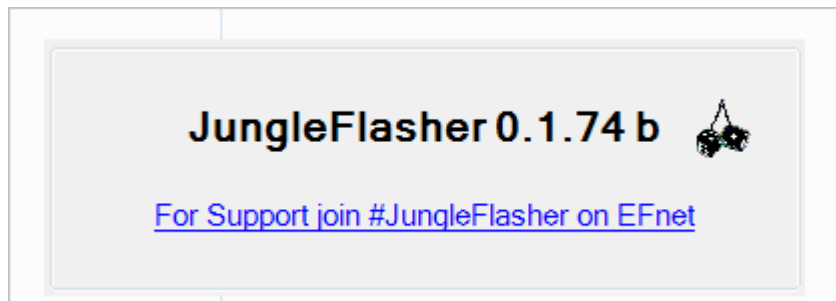 JungleFlasher 0.1.74 b
For Support join #JungleFlasher on EFnet